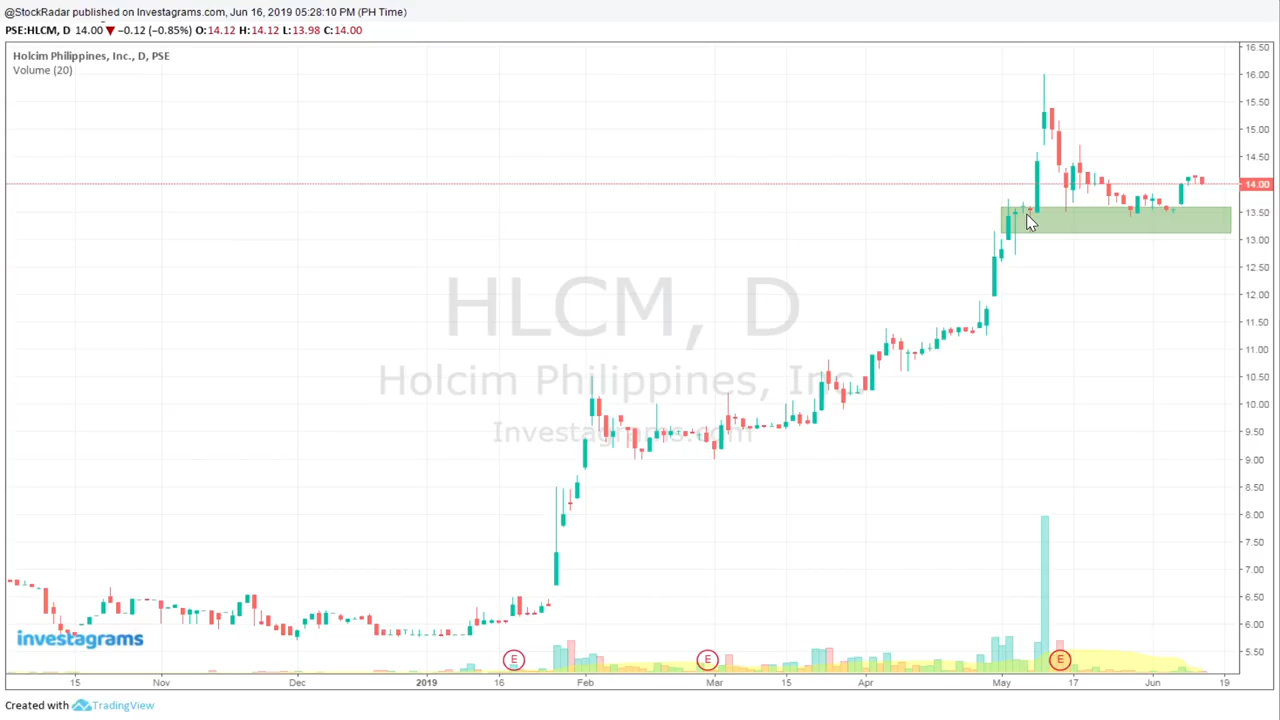 @StockRadar published on Investagrams.com, Jun 16, 2019 05:28:10 PM (PH Time)
PSE:HLCM, D 14.00 ▼ −0.12 (−0.85%) O:14.12 H:14.12 L:13.98 C:14.00
Holcim Philippines, Inc., D, PSE
Volume (20)
16.50
16.00
15.50
15.00
14.50
14.00
13.50
13.00
12.50
12.00
11.50
11.00
10.50
10.00
9.50
9.00
8.50
8.00
7.50
7.00
6.50
6.00
5.50
HLCM, D
Holcim Philippines, Inc.
Investagrams.com
investagrams
E E E
15 Nov Dec 2019 16 Feb Mar 15 Apr May 17 Jun 19
Created with TradingView